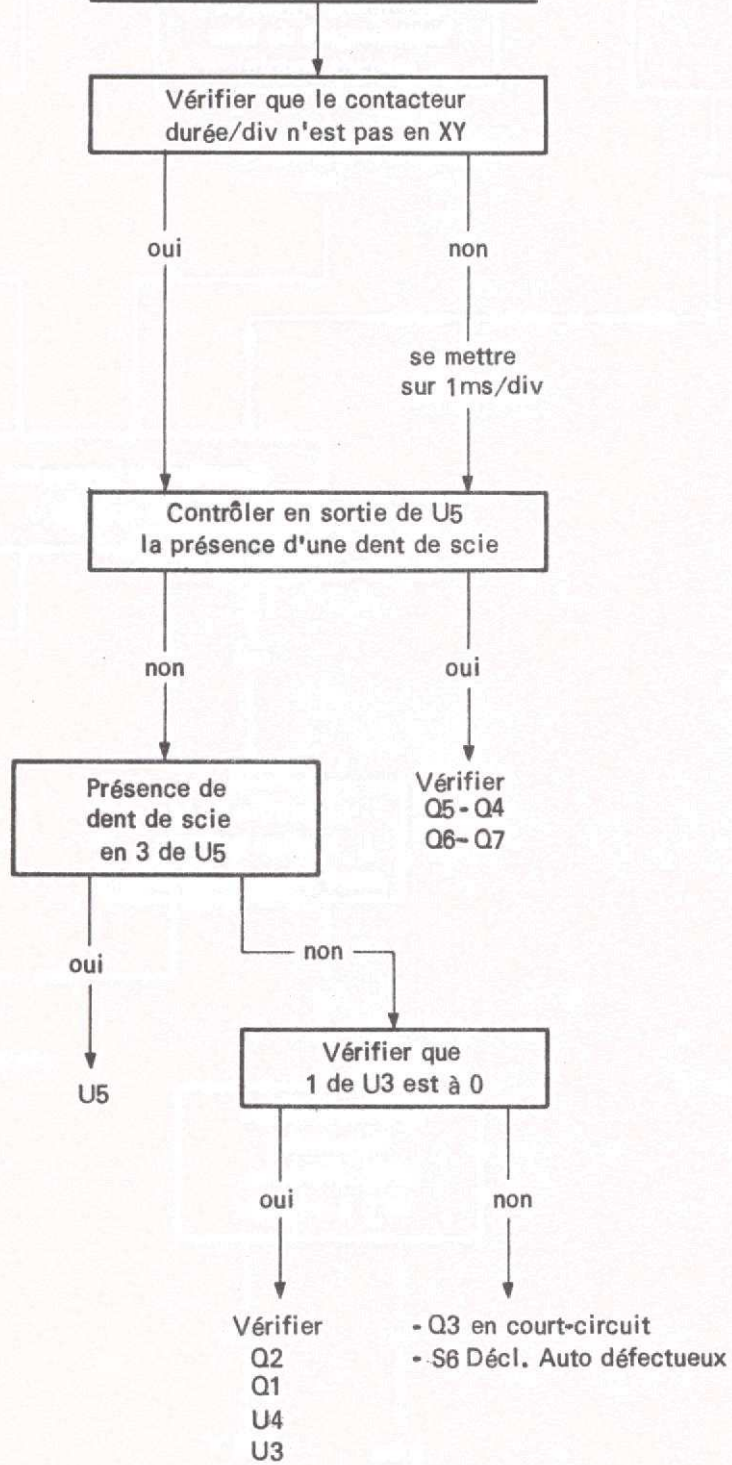 Vérifier que le contacteur
durée/div n'est pas en XY
oui
non
se mettre
sur 1ms/div
Contrôler en sortie de U5
la présence d'une dent de scie
non
oui
Présence de
dent de scie
en 3 de U5
Vérifier
Q5-Q4
Q6-Q7
oui
non
U5
Vérifier que
1 de U3 est à 0
oui
non
Vérifier
Q2
Q1
U4
U3
- Q3 en court-circuit
- S6 Décl. Auto défectueux